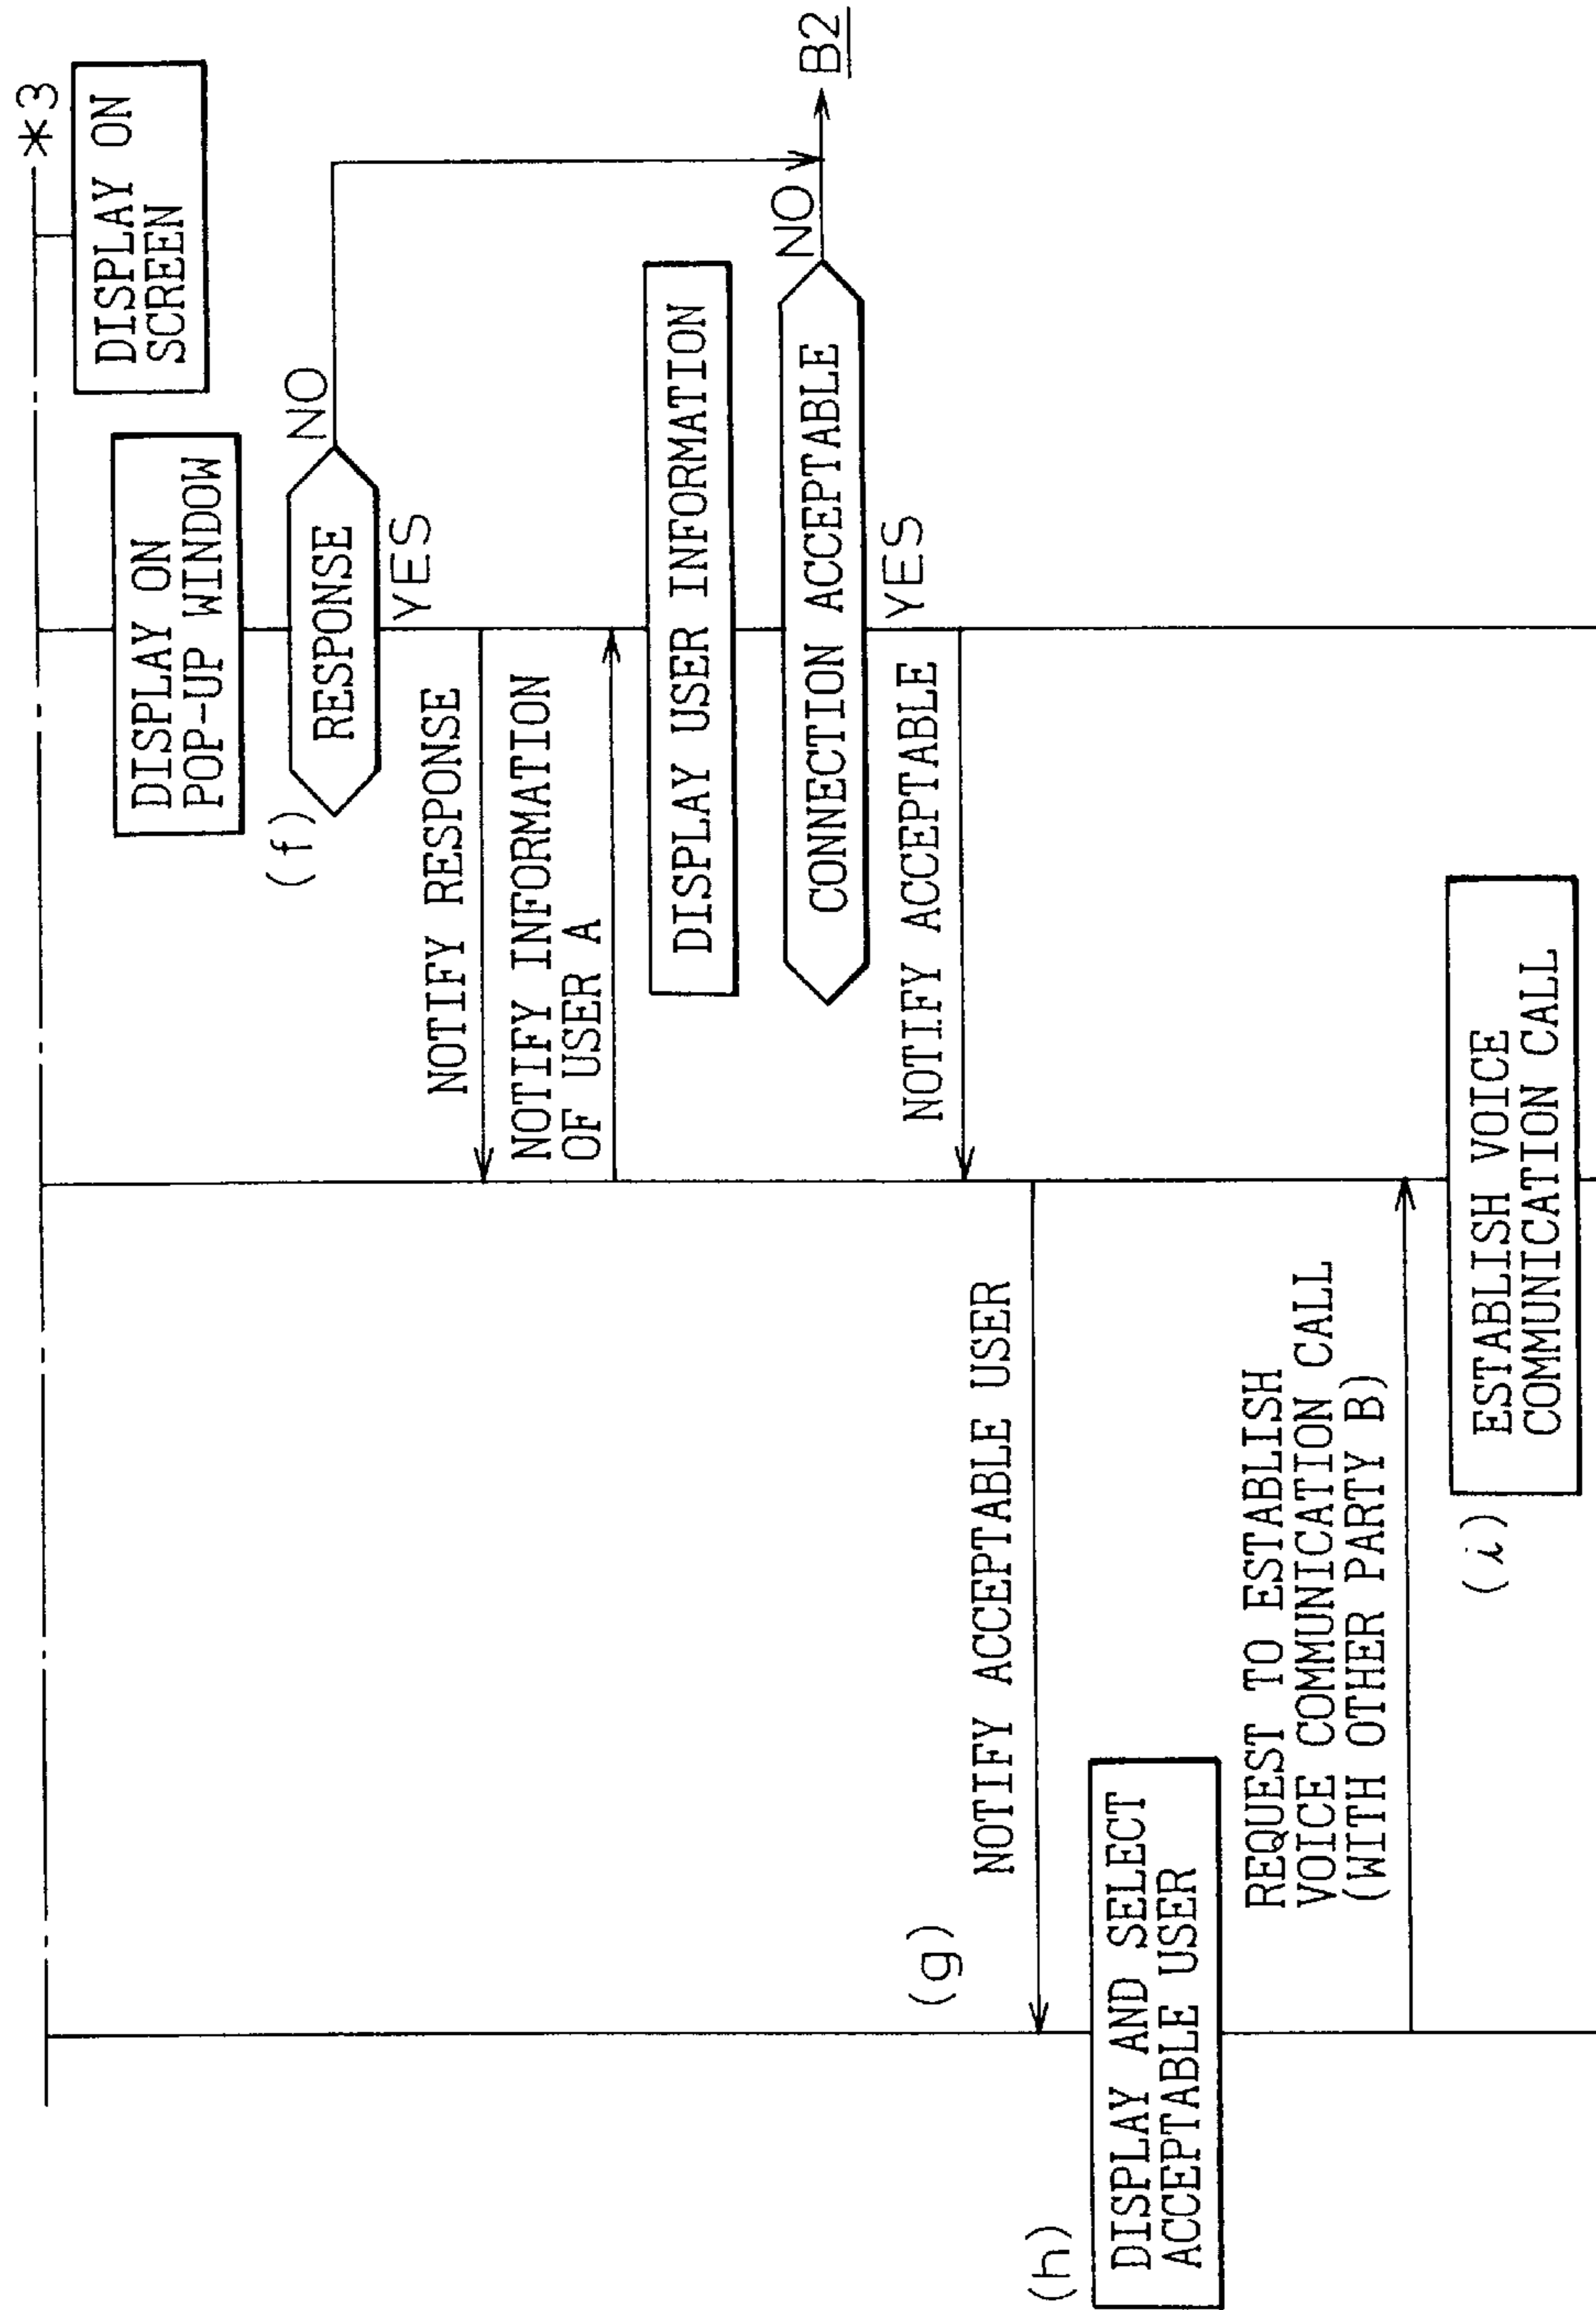 *3
DISPLAY ON
SCREEN
DISPLAY ON
POP-UP WINDOW
(f)
RESPONSE
NO
YES
NOTIFY RESPONSE
NOTIFY INFORMATION
OF USER A
DISPLAY USER INFORMATION
CONNECTION ACCEPTABLE
NO
B2
YES
NOTIFY ACCEPTABLE
(g)
NOTIFY ACCEPTABLE USER
(h)
DISPLAY AND SELECT
ACCEPTABLE USER
REQUEST TO ESTABLISH
VOICE COMMUNICATION CALL
(WITH OTHER PARTY B)
(i)
ESTABLISH VOICE
COMMUNICATION CALL